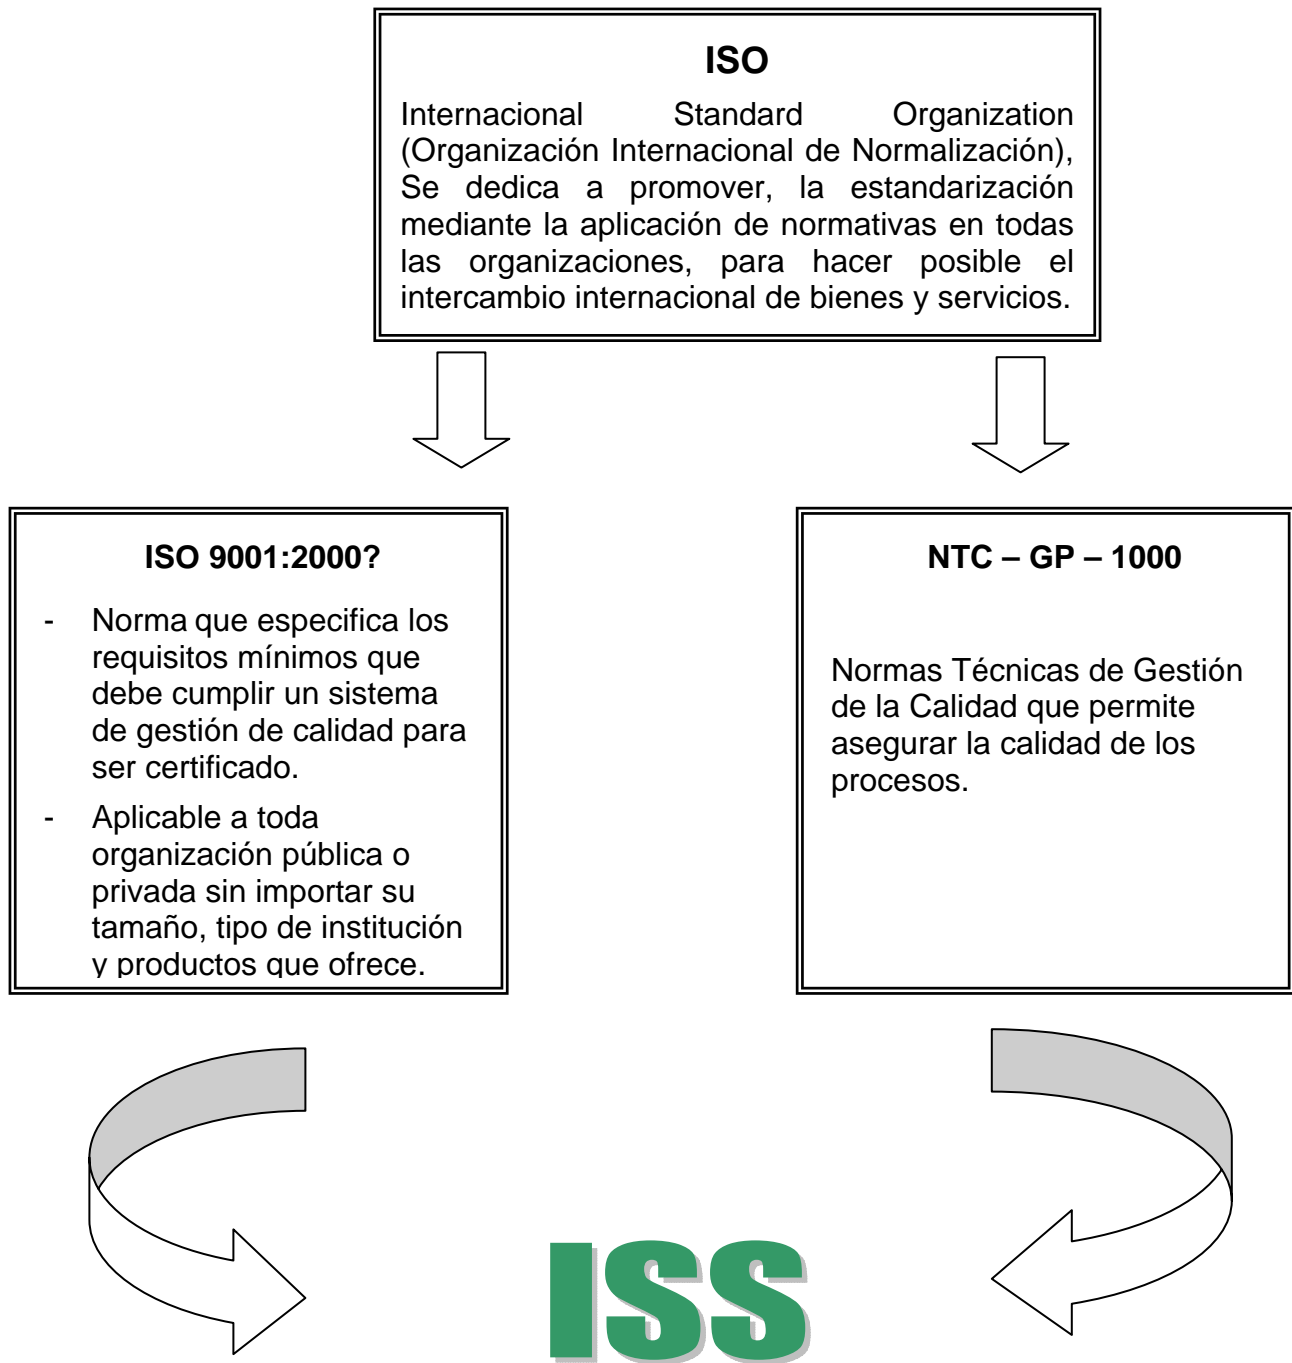 ISO
Internacional Standard Organization
(Organización Internacional de Normalización),
Se dedica a promover, la estandarización
mediante la aplicación de normativas en todas
las organizaciones, para hacer posible el
intercambio internacional de bienes y servicios.
ISO 9001:2000?
- Norma que especifica los
requisitos mínimos que
debe cumplir un sistema
de gestión de calidad para
ser certificado.
- Aplicable a toda
organización pública o
privada sin importar su
tamaño, tipo de institución
y productos que ofrece.
NTC – GP – 1000
Normas Técnicas de Gestión
de la Calidad que permite
asegurar la calidad de los
procesos.
ISS